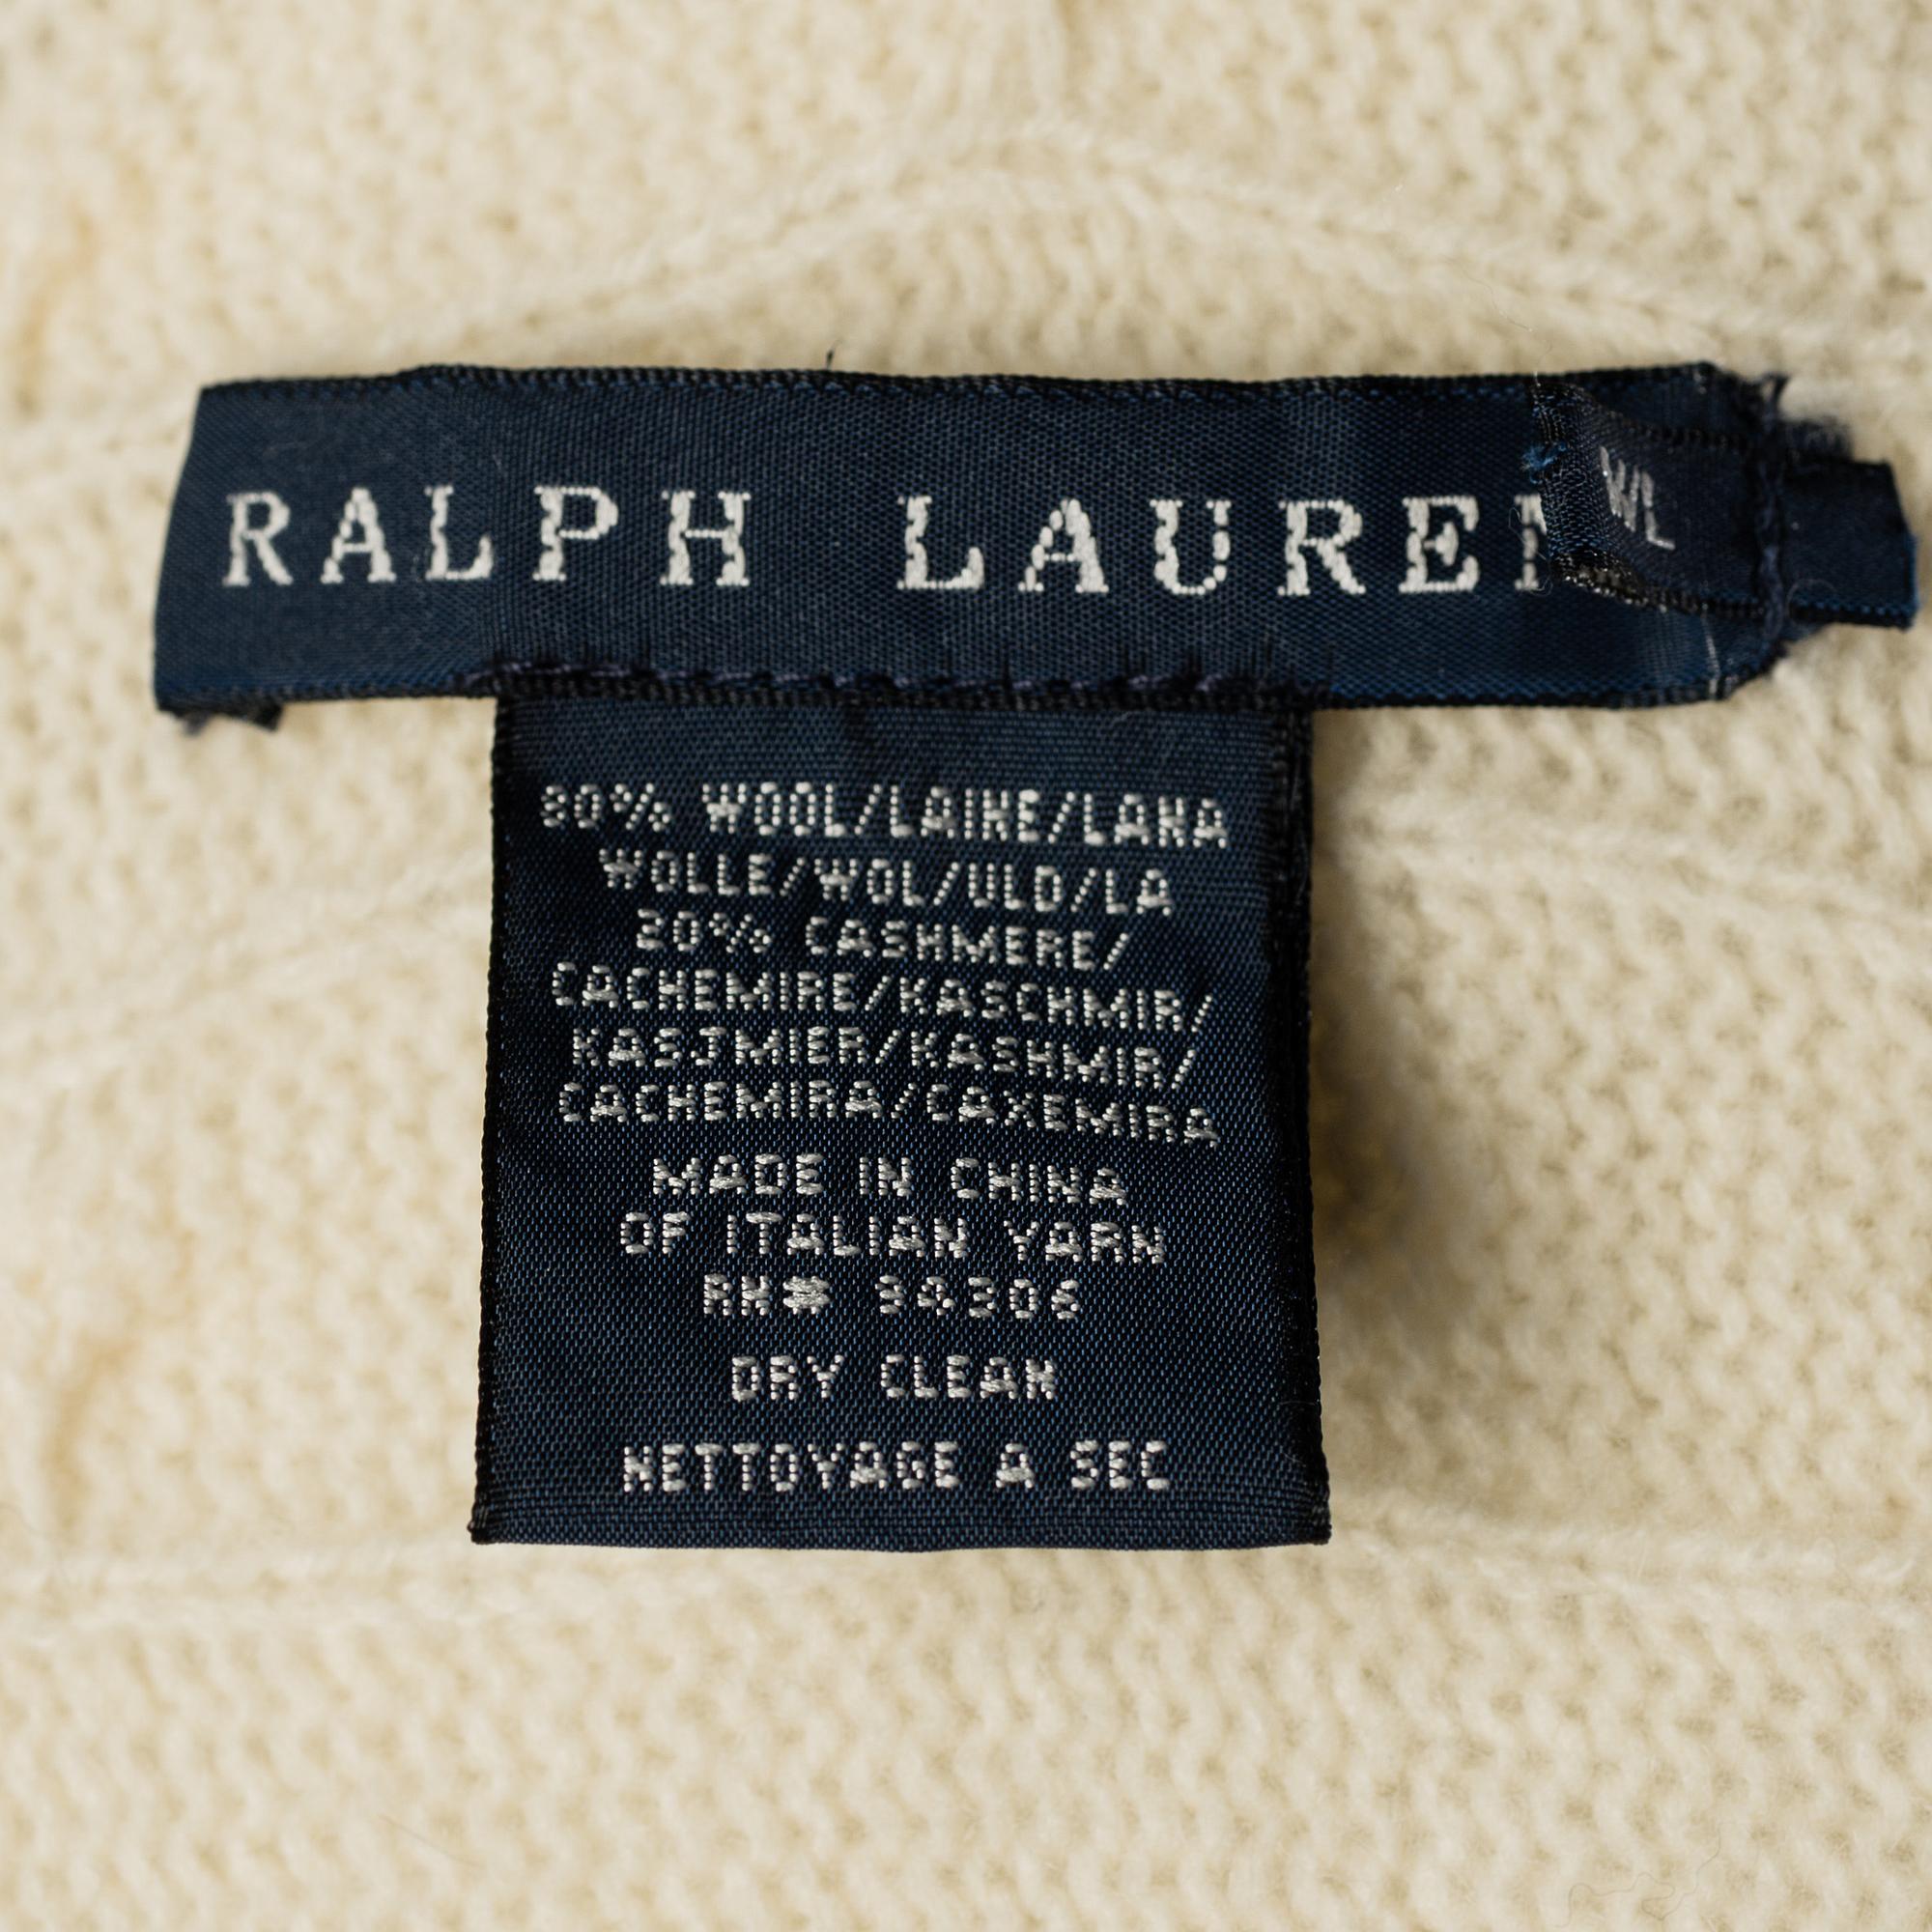 RALPH LAUREN
W/L
80% WOOL/LAINE/LANA
WOLLE/WOL/ULD/LA
20% CASHMERE/
CACHEMIRE/KASCHMIR/
KASJMIER/KASHMIR/
CACHEMIRA/CAXEMIRA
MADE IN CHINA
OF ITALIAN YARN
RN# 94306
DRY CLEAN
NETTOYAGE A SEC